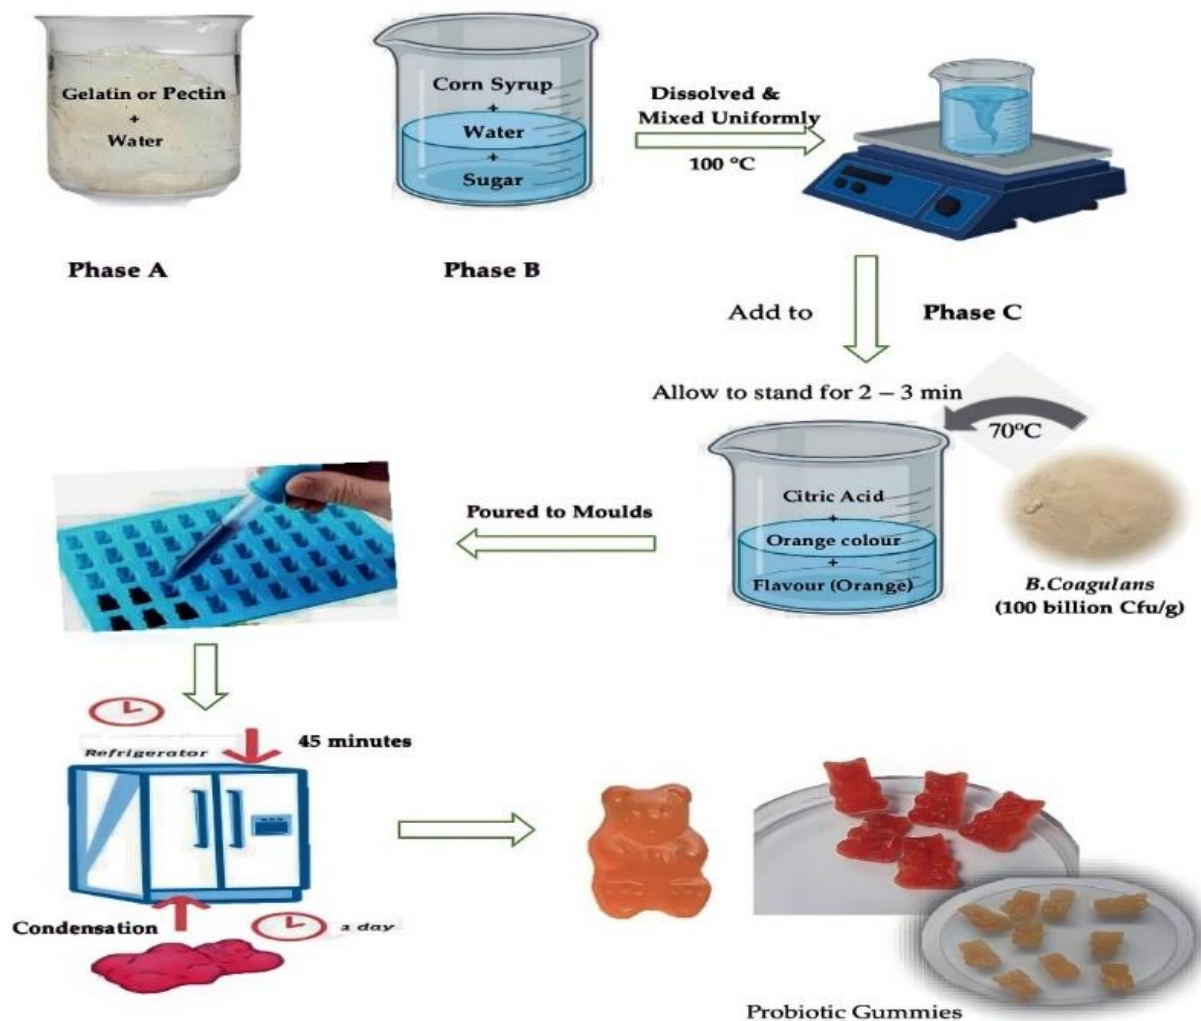 Gelatin or Pectin
+
Water
Phase A
Corn Syrup
+
Water
+
Sugar
Phase B
Dissolved &
Mixed Uniformly
100 °C
Add to
Phase C
Allow to stand for 2 – 3 min
70°C
Citric Acid
+
Orange colour
+
Flavour (Orange)
B.Coagulans
(100 billion Cfu/g)
Poured to Moulds
Refrigerator
45 minutes
Condensation
1 day
Probiotic Gummies